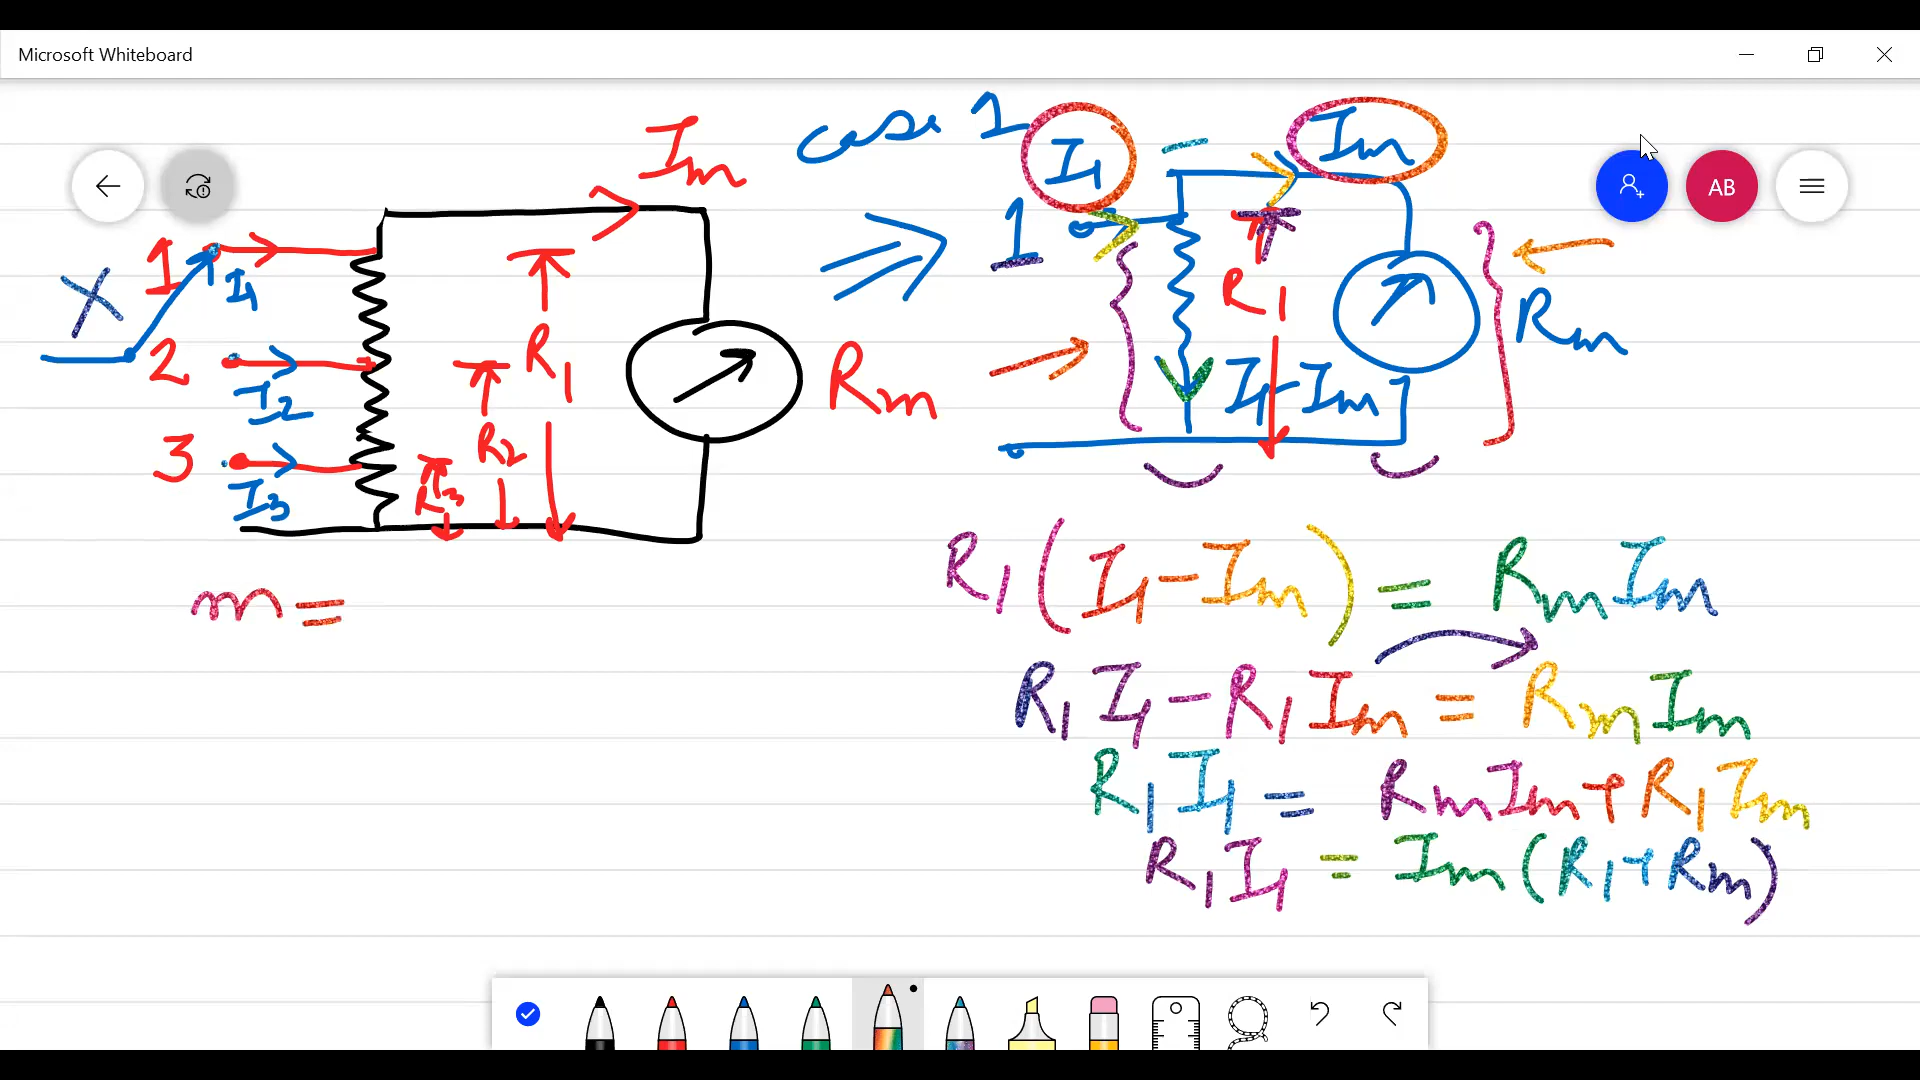 Microsoft Whiteboard
AB
Im
1
I1
X
2
I2
3
I3
R1
R2
R3
Rm
m =
case 1
I1 - Im
1
R1
I1-Im
Rm
R1(I1-Im) = RmIm
R1I1-R1Im = RmIm
R1I1 = RmIm+R1Im
R1I1 = Im(R1+Rm)